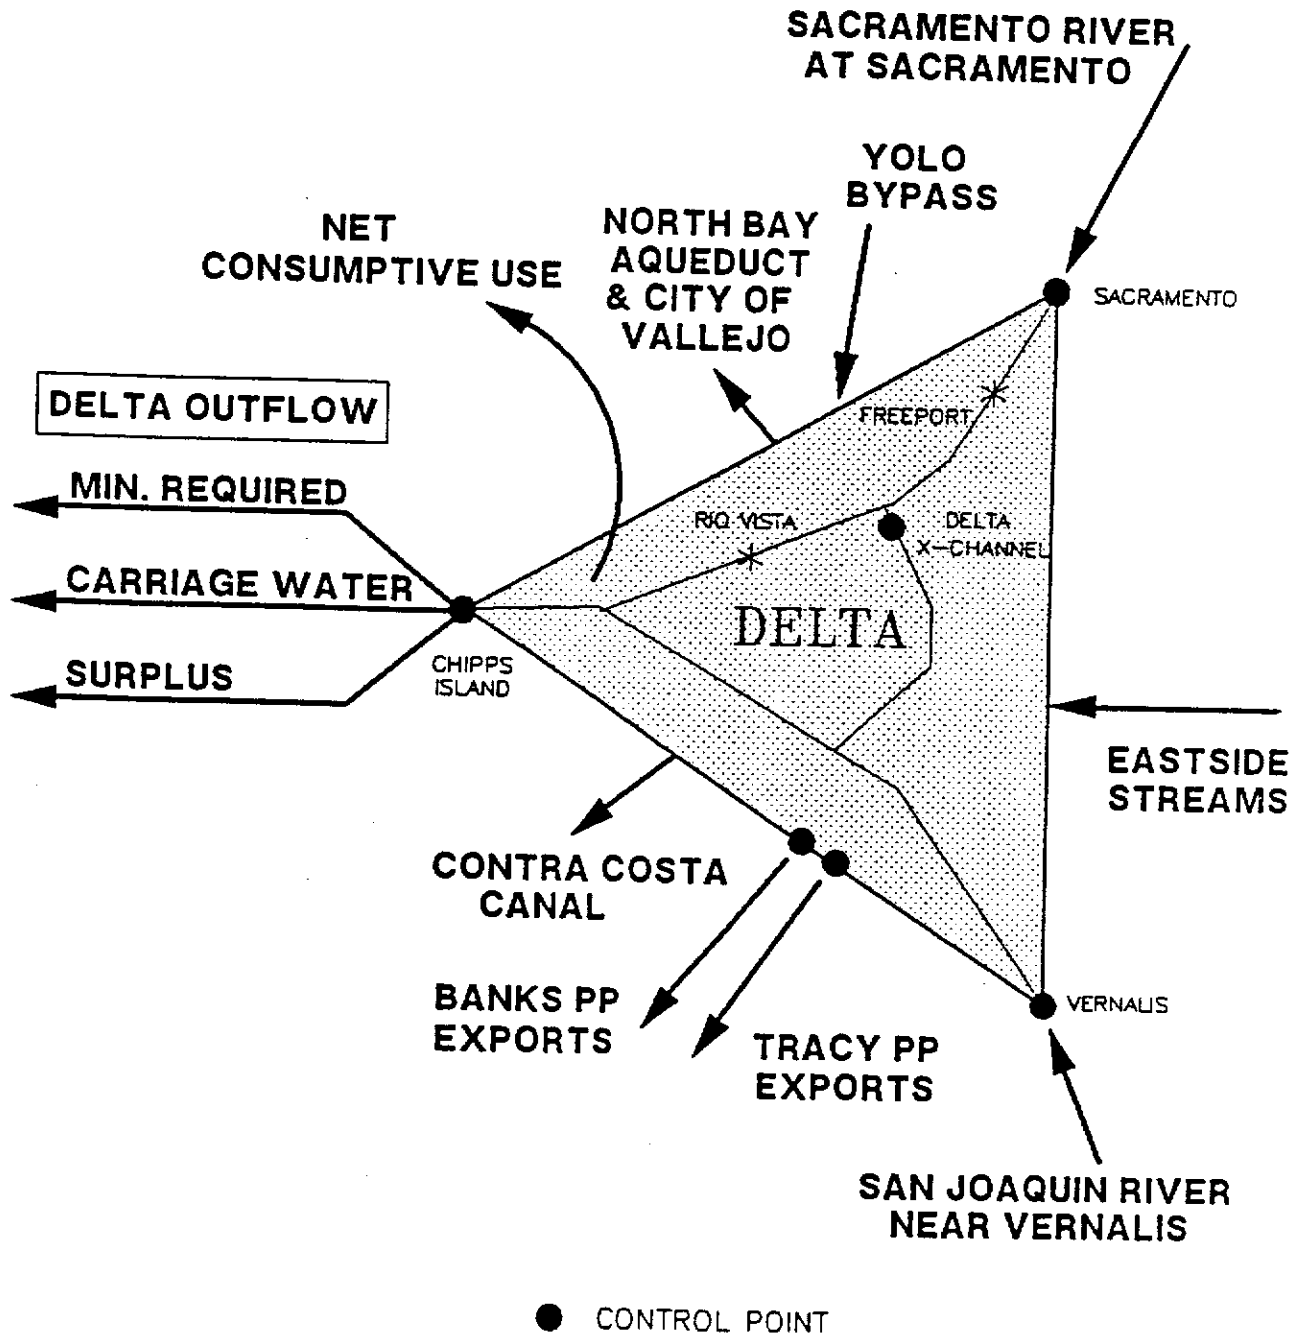 SACRAMENTO RIVER
AT SACRAMENTO
YOLO
BYPASS
NORTH BAY
AQUEDUCT
& CITY OF
VALLEJO
NET
CONSUMPTIVE USE
SACRAMENTO
DELTA OUTFLOW
FREEPORT
MIN. REQUIRED
RIO VISTA
DELTA
X-CHANNEL
CARRIAGE WATER
DELTA
SURPLUS
CHIPPS
ISLAND
EASTSIDE
STREAMS
CONTRA COSTA
CANAL
BANKS PP
EXPORTS
TRACY PP
EXPORTS
VERNALIS
SAN JOAQUIN RIVER
NEAR VERNALIS
CONTROL POINT